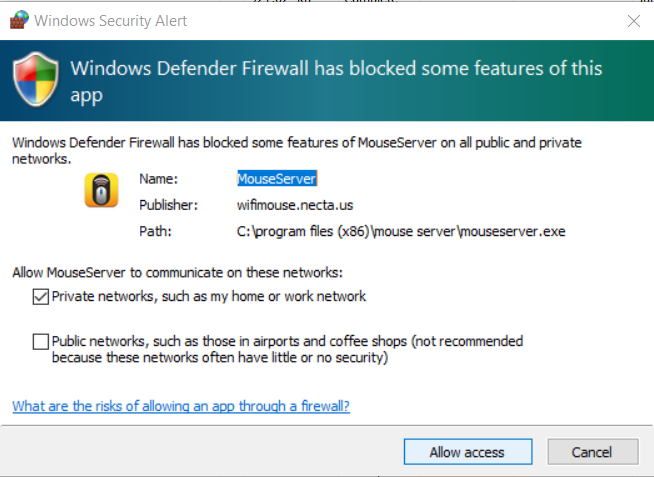 Windows Security Alert
Windows Defender Firewall has blocked some features of this
app
Windows Defender Firewall has blocked some features of MouseServer on all public and private
networks.
Name: MouseServer
Publisher: wifimouse.necta.us
Path: C:\program files (x86)\mouse server\mouseserver.exe
Allow MouseServer to communicate on these networks:
Private networks, such as my home or work network
Public networks, such as those in airports and coffee shops (not recommended
because these networks often have little or no security)
What are the risks of allowing an app through a firewall?
Allow access Cancel